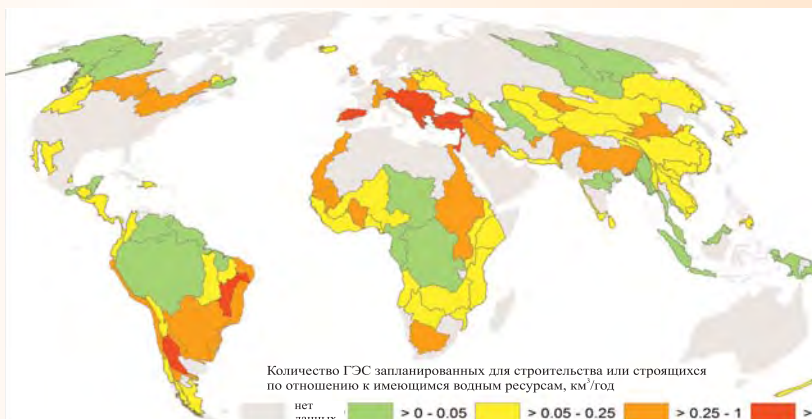 Количество ГЭС запланированных для строительства или строящихся
по отношению к имеющимся водным ресурсам, км³/год
нет
данных
> 0 - 0.05
> 0.05 - 0.25
> 0.25 - 1